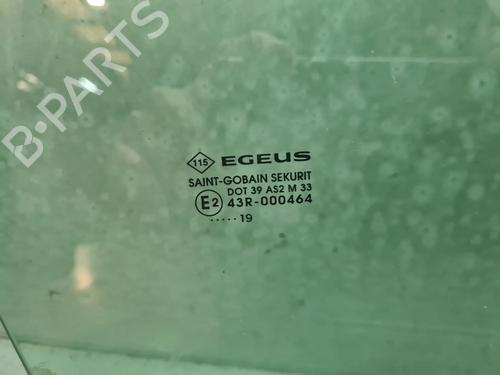 B-PARTS
115 EGEUS
SAINT-GOBAIN SEKURIT
DOT 39 AS2 M 33
E2 43R-000464
.....19